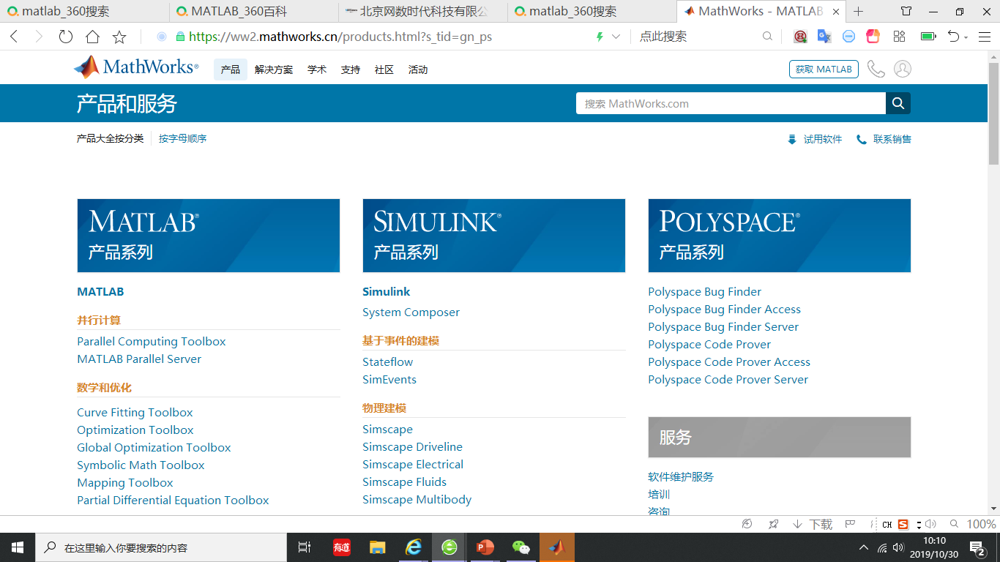 matlab_360搜索
MATLAB_360百科
北京网数时代科技有限公
matlab_360搜索
MathWorks - MATLAB
https://ww2.mathworks.cn/products.html?s_tid=gn_ps
点此搜索
MathWorks®
产品 解决方案 学术 支持 社区 活动
获取 MATLAB
产品和服务
搜索 MathWorks.com
产品大全按分类 按字母顺序
试用软件 联系销售
MATLAB®
产品系列
MATLAB
并行计算
Parallel Computing Toolbox
MATLAB Parallel Server
数学和优化
Curve Fitting Toolbox
Optimization Toolbox
Global Optimization Toolbox
Symbolic Math Toolbox
Mapping Toolbox
Partial Differential Equation Toolbox
SIMULINK®
产品系列
Simulink
System Composer
基于事件的建模
Stateflow
SimEvents
物理建模
Simscape
Simscape Driveline
Simscape Electrical
Simscape Fluids
Simscape Multibody
POLYSPACE®
产品系列
Polyspace Bug Finder
Polyspace Bug Finder Access
Polyspace Bug Finder Server
Polyspace Code Prover
Polyspace Code Prover Access
Polyspace Code Prover Server
服务
软件维护服务
培训
咨询
下载
CH
S
100%
在这里输入你要搜索的内容
有道
10:10
2019/10/30
2